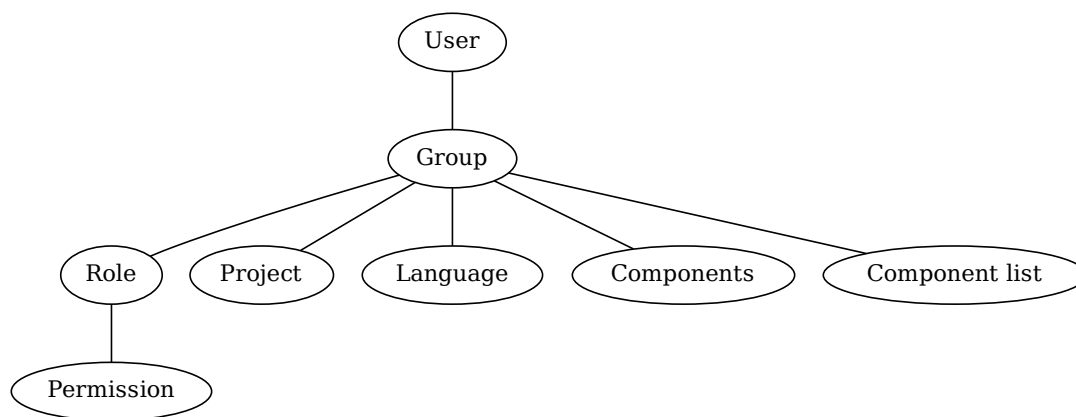 User
Group
Role Project Language Components Component list
Permission